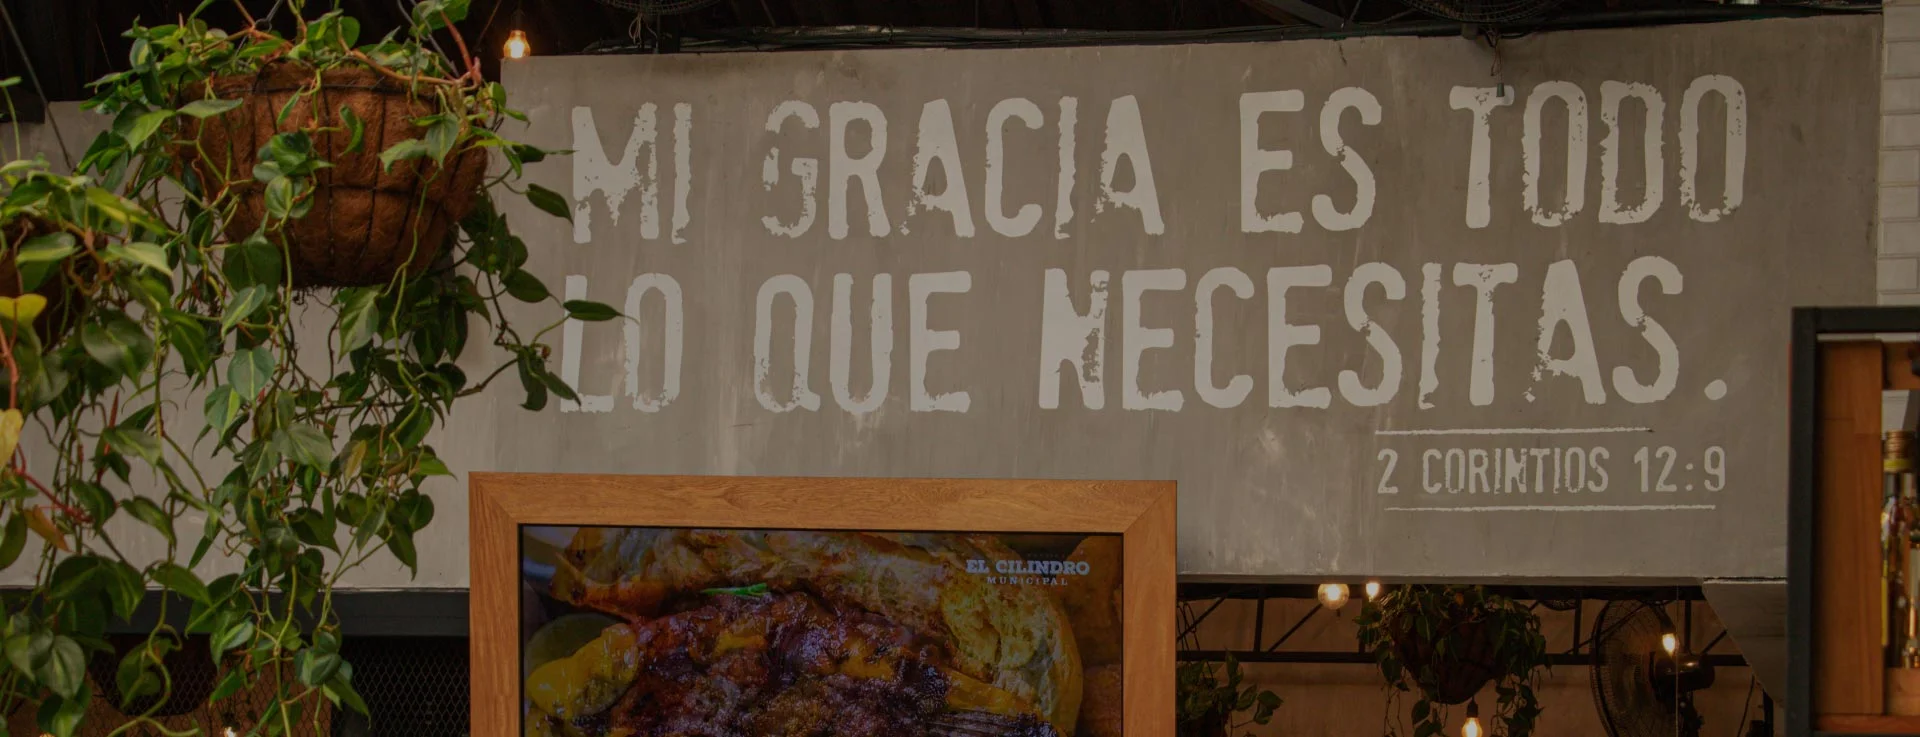 MI GRACIA ES TODO
LO QUE NECESITAS.
2 CORINTIOS 12:9
EL CILINDRO
MUNICIPAL